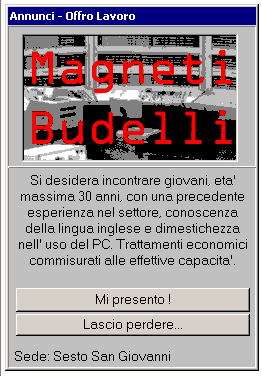 Annunci - Offro Lavoro
Magneti
Budelli
Si desidera incontrare giovani, eta'
massima 30 anni, con una precedente
esperienza nel settore, conoscenza
della lingua inglese e dimestichezza
nell' uso del PC. Trattamenti economici
commisurati alle effettive capacita'.
Mi presento !
Lascio perdere...
Sede: Sesto San Giovanni